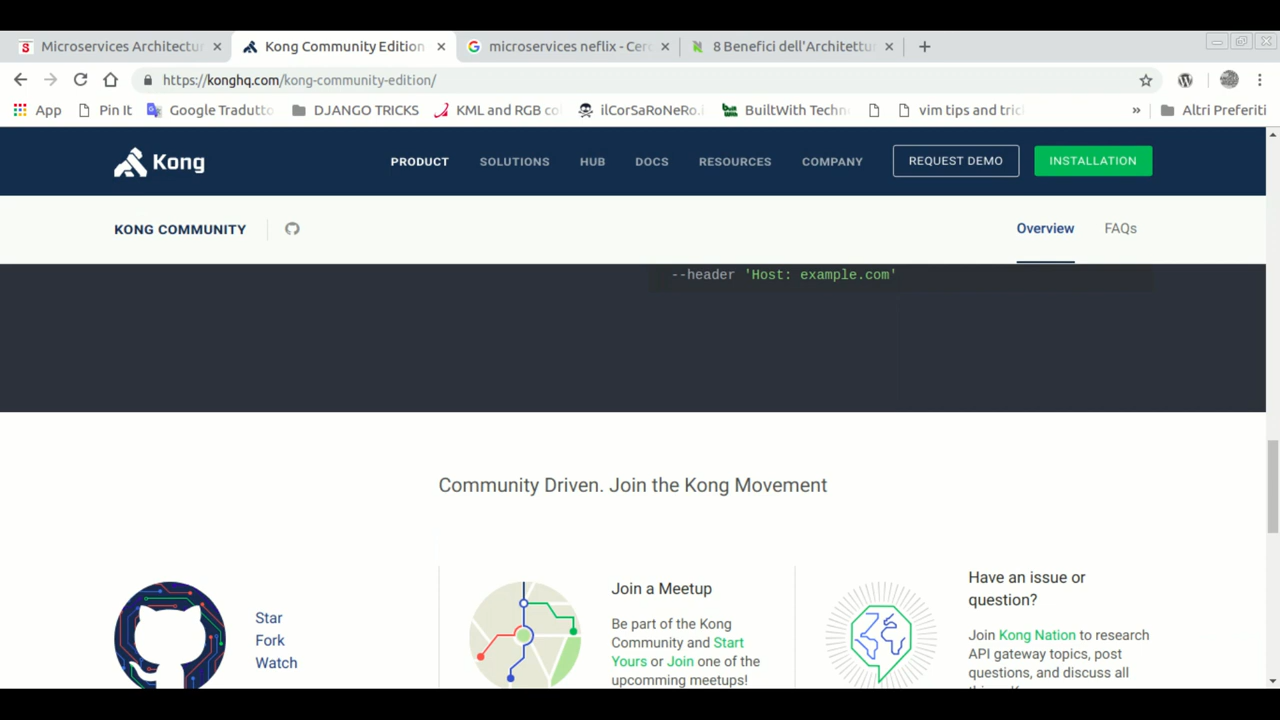 Microservices Architectur
Kong Community Edition
microservices neflix - Cerc
8 Benefici dell'Architettur
https://konghq.com/kong-community-edition/
App
Pin It
Google Tradutto
DJANGO TRICKS
KML and RGB co
ilCorSaRoNeRo.i
BuiltWith Techn
vim tips and tric
»
Altri Preferiti
Kong
PRODUCT
SOLUTIONS
HUB
DOCS
RESOURCES
COMPANY
REQUEST DEMO
INSTALLATION
KONG COMMUNITY
Overview
FAQs
--header 'Host: example.com'
Community Driven. Join the Kong Movement
Star
Fork
Watch
Join a Meetup
Be part of the Kong
Community and Start
Yours or Join one of the
upcomming meetups!
Have an issue or
question?
Join Kong Nation to research
API gateway topics, post
questions, and discuss all